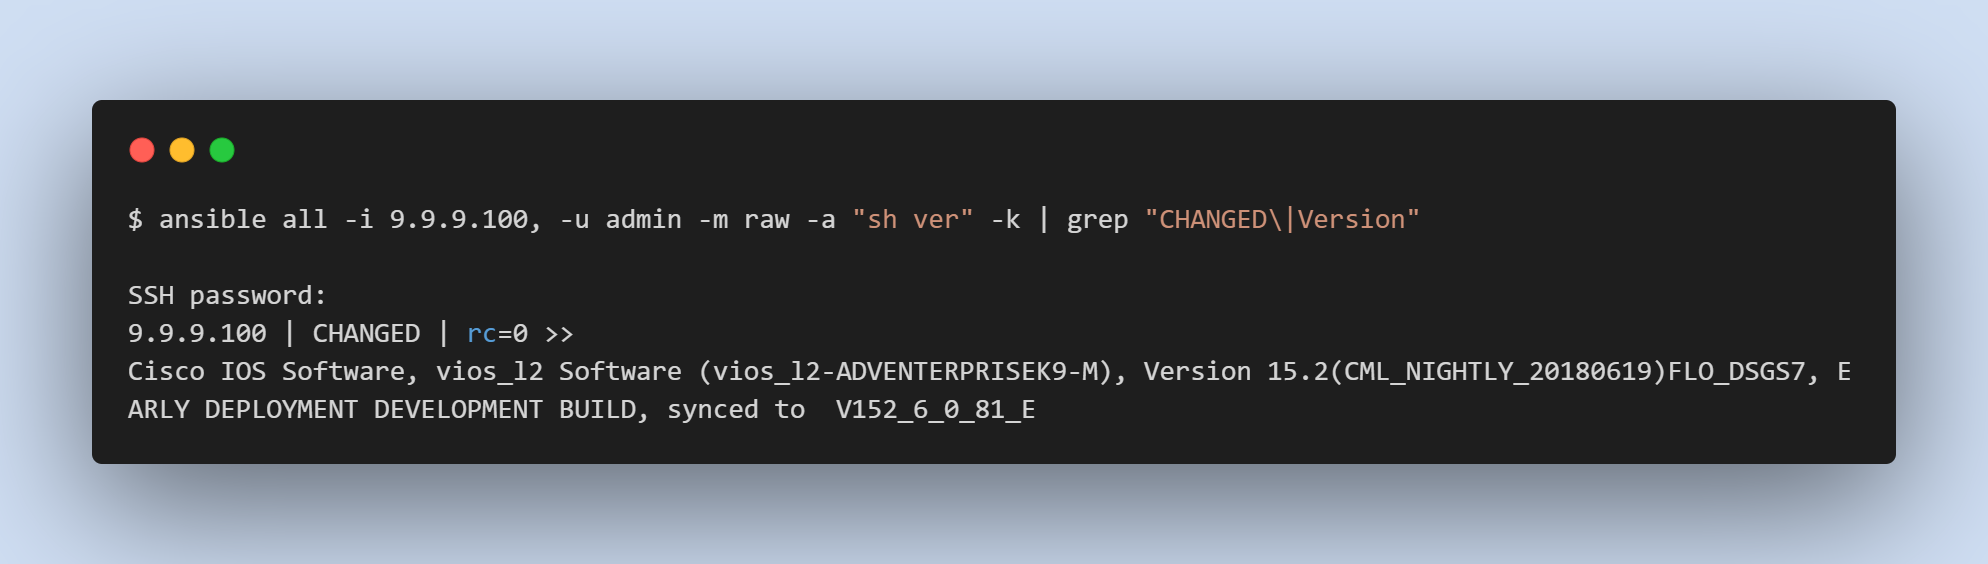 $ ansible all -i 9.9.9.100, -u admin -m raw -a "sh ver" -k | grep "CHANGED\|Version"
SSH password:
9.9.9.100 | CHANGED | rc=0 >>
Cisco IOS Software, vios_l2 Software (vios_l2-ADVENTERPRISEK9-M), Version 15.2(CML_NIGHTLY_20180619)FLO_DSGS7, E
ARLY DEPLOYMENT DEVELOPMENT BUILD, synced to  V152_6_0_81_E